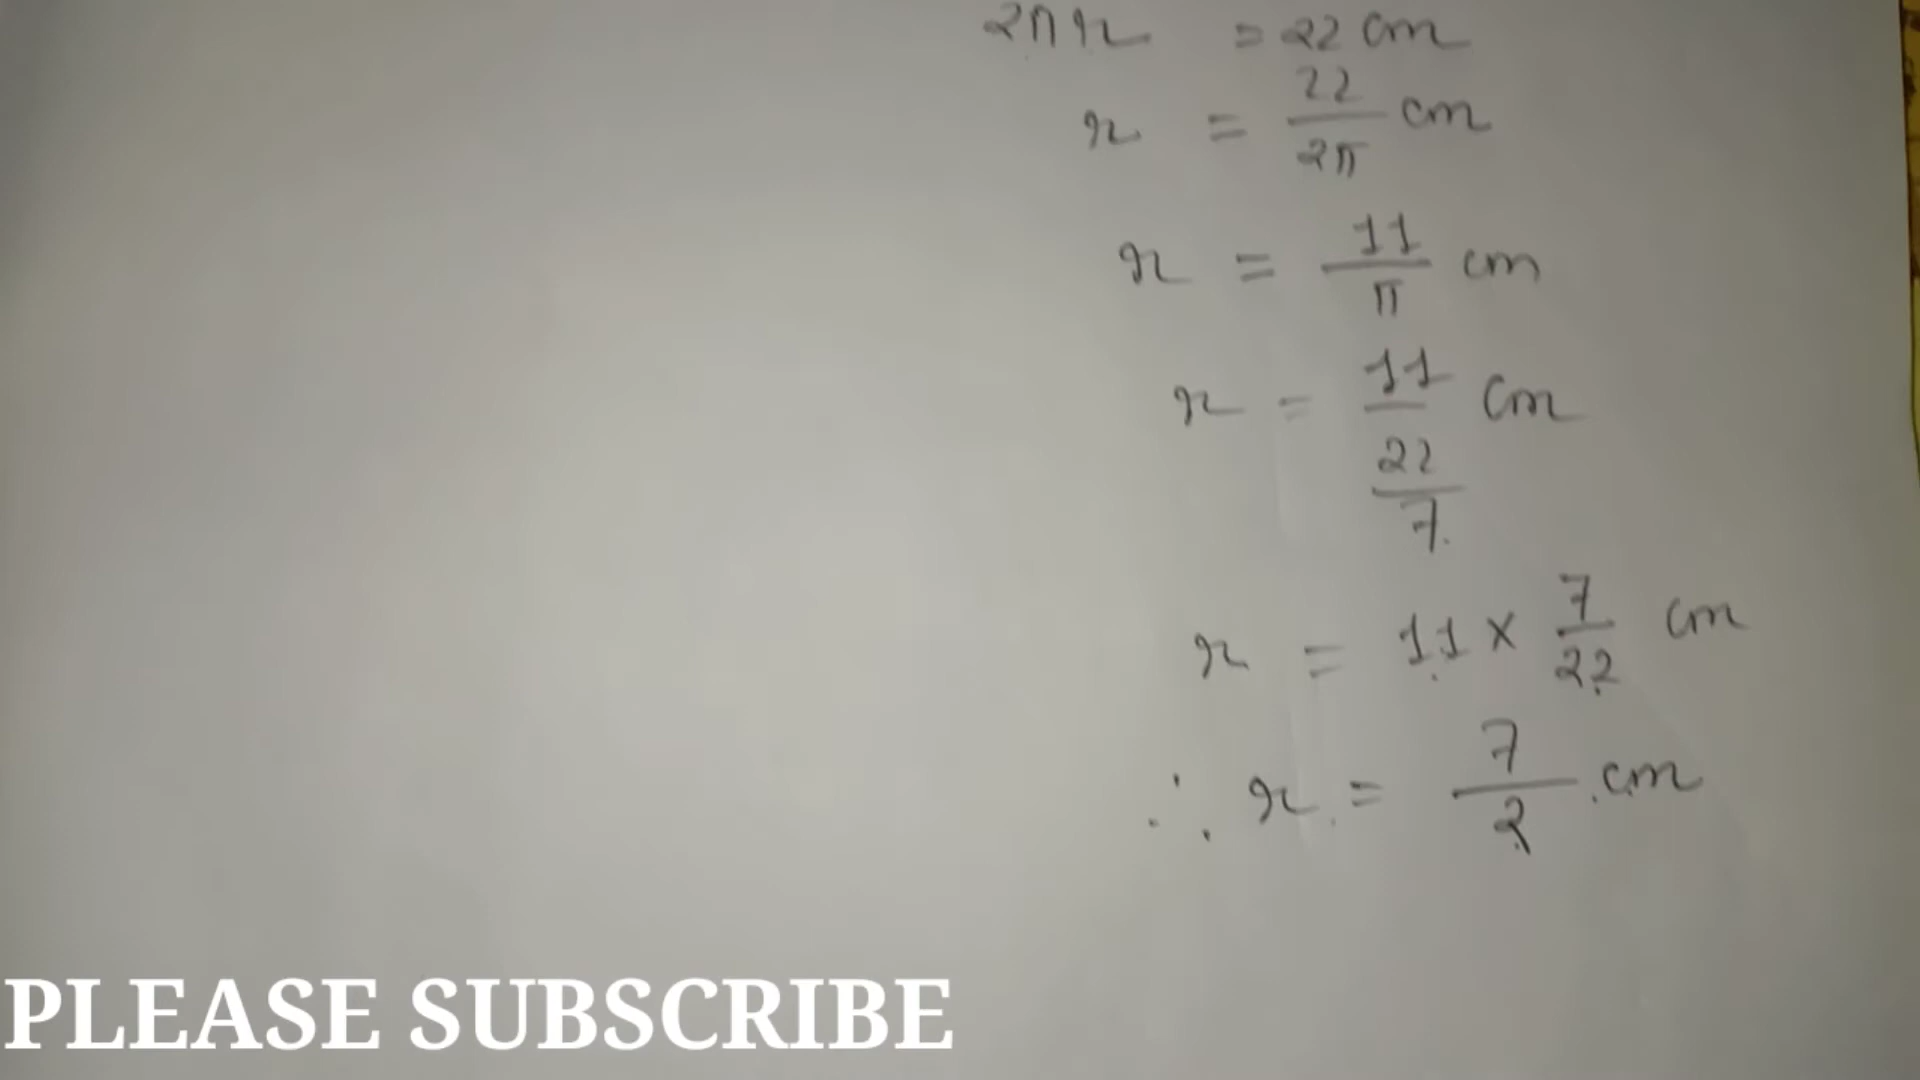 2πr = 22 cm
r = 22/2π cm
r = 11/π cm
r = 11/(22/7) cm
r = 11 × 7/22 cm
∴ r = 7/2 cm
PLEASE SUBSCRIBE